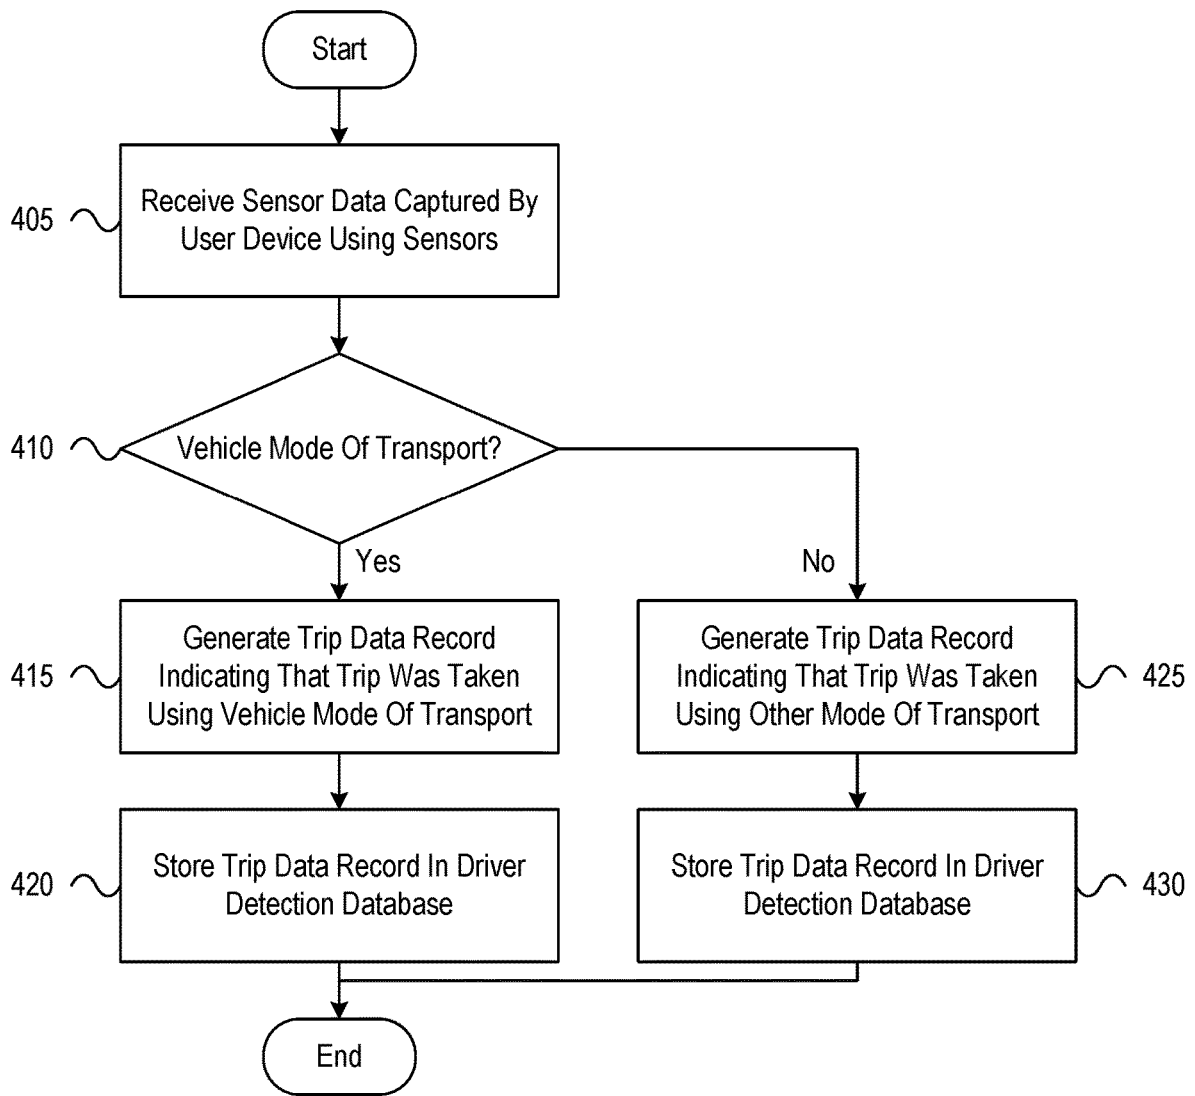 Start
405
Receive Sensor Data Captured By
User Device Using Sensors
410
Vehicle Mode Of Transport?
Yes
No
415
Generate Trip Data Record
Indicating That Trip Was Taken
Using Vehicle Mode Of Transport
Generate Trip Data Record
Indicating That Trip Was Taken
Using Other Mode Of Transport
425
420
Store Trip Data Record In Driver
Detection Database
Store Trip Data Record In Driver
Detection Database
430
End